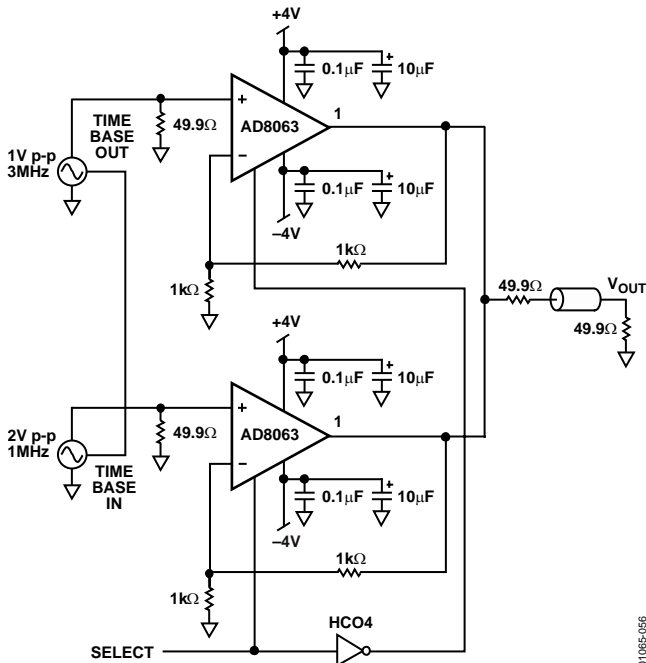 +4V
0.1μF
10μF
+
+
AD8063
1
–
TIME
BASE
OUT
49.9Ω
1V p-p
3MHz
0.1μF
10μF
+
–4V
1kΩ
1kΩ
49.9Ω
VOUT
49.9Ω
+4V
0.1μF
10μF
+
+
AD8063
1
–
49.9Ω
2V p-p
1MHz
TIME
BASE
IN
0.1μF
10μF
+
–4V
1kΩ
1kΩ
HCO4
SELECT
01065-056